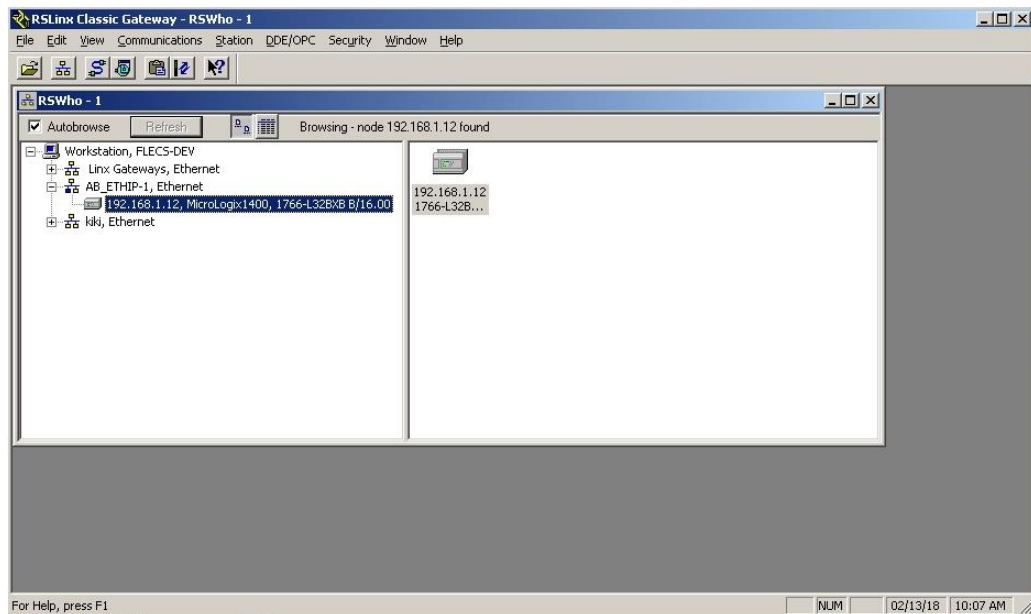 RSLinx Classic Gateway - RSWho - 1
File Edit View Communications Station DDE/OPC Security Window Help
RSWho - 1
Autobrowse Refresh Browsing - node 192.168.1.12 found
Workstation, FLECS-DEV
Linx Gateways, Ethernet
AB_ETHIP-1, Ethernet
192.168.1.12, MicroLogix1400, 1766-L32BXB B/16.00
kiki, Ethernet
192.168.1.12
1766-L32B...
For Help, press F1 NUM 02/13/18 10:07 AM